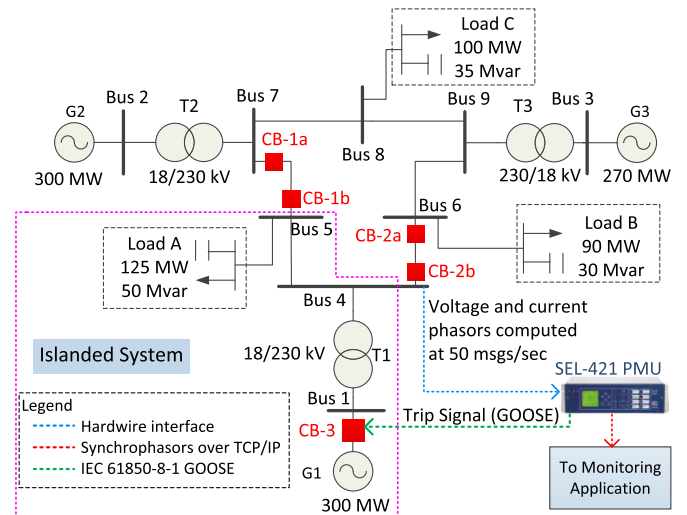 Load C
100 MW
35 Mvar
Bus 2
T2
Bus 7
Bus 9
T3
Bus 3
G2
G3
CB-1a
Bus 8
300 MW
18/230 kV
230/18 kV
270 MW
CB-1b
Bus 6
Bus 5
CB-2a
Load A
125 MW
50 Mvar
Load B
90 MW
30 Mvar
CB-2b
Bus 4
Voltage and current
phasors computed
at 50 msgs/sec
Islanded System
18/230 kV
T1
SEL-421 PMU
Bus 1
Trip Signal (GOOSE)
CB-3
G1
300 MW
Legend
Hardwire interface
Synchrophasors over TCP/IP
IEC 61850-8-1 GOOSE
To Monitoring
Application